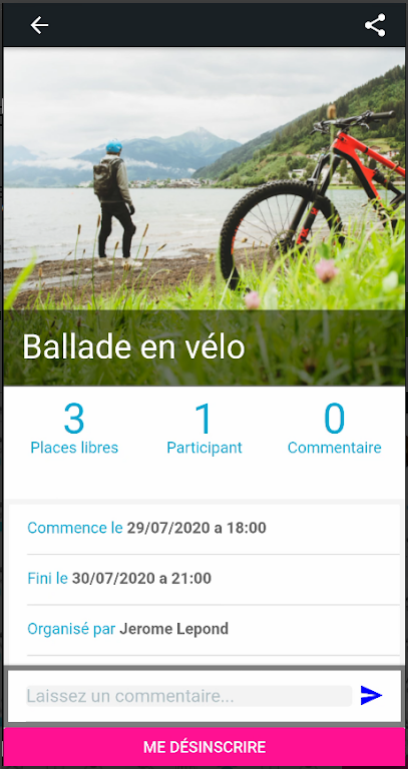 Ballade en vélo
3 1 0
Places libres Participant Commentaire
Commence le 29/07/2020 a 18:00
Fini le 30/07/2020 a 21:00
Organisé par Jerome Lepond
Laissez un commentaire...
ME DÉSINSCRIRE